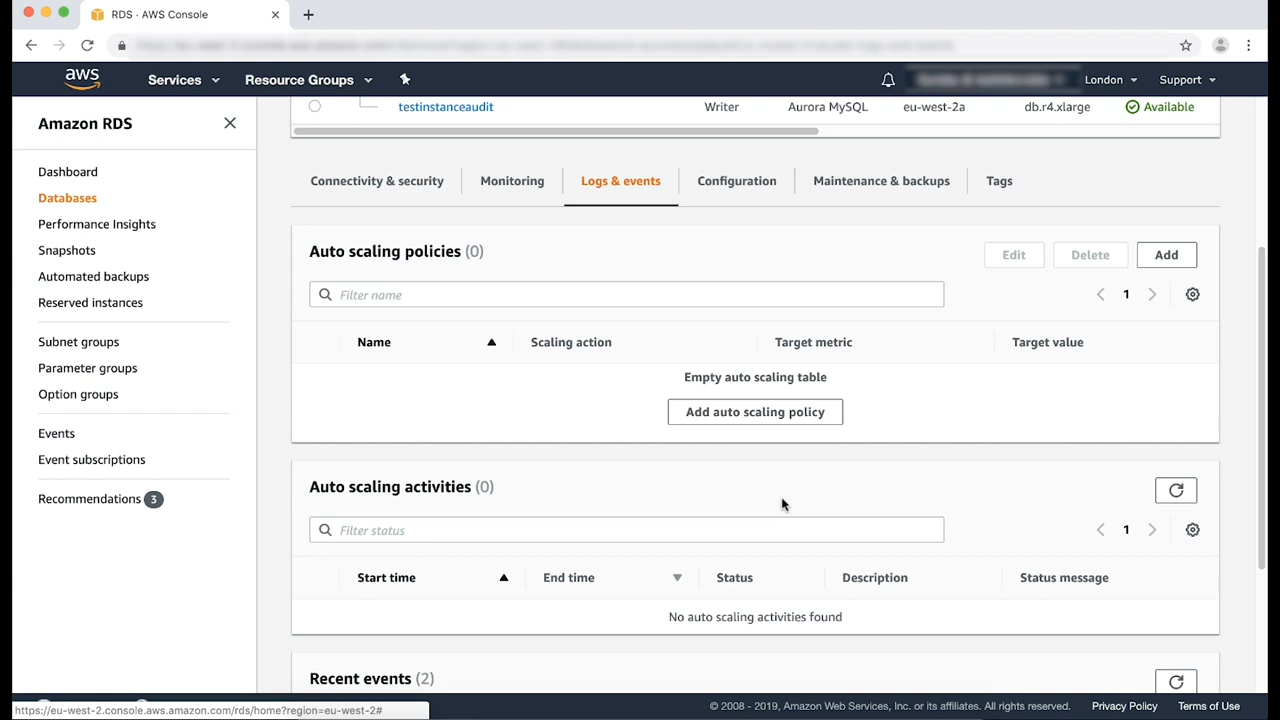 RDS · AWS Console
aws
Services
Resource Groups
London
Support
Amazon RDS
Dashboard
Databases
Performance Insights
Snapshots
Automated backups
Reserved instances
Subnet groups
Parameter groups
Option groups
Events
Event subscriptions
Recommendations 3
testinstanceaudit Writer Aurora MySQL eu-west-2a db.r4.xlarge Available
Connectivity & security Monitoring Logs & events Configuration Maintenance & backups Tags
Auto scaling policies (0)
Edit Delete Add
Filter name
1
Name Scaling action Target metric Target value
Empty auto scaling table
Add auto scaling policy
Auto scaling activities (0)
Filter status
1
Start time End time Status Description Status message
No auto scaling activities found
Recent events (2)
https://eu-west-2.console.aws.amazon.com/rds/home?region=eu-west-2#
© 2008 - 2019, Amazon Web Services, Inc. or its affiliates. All rights reserved. Privacy Policy Terms of Use